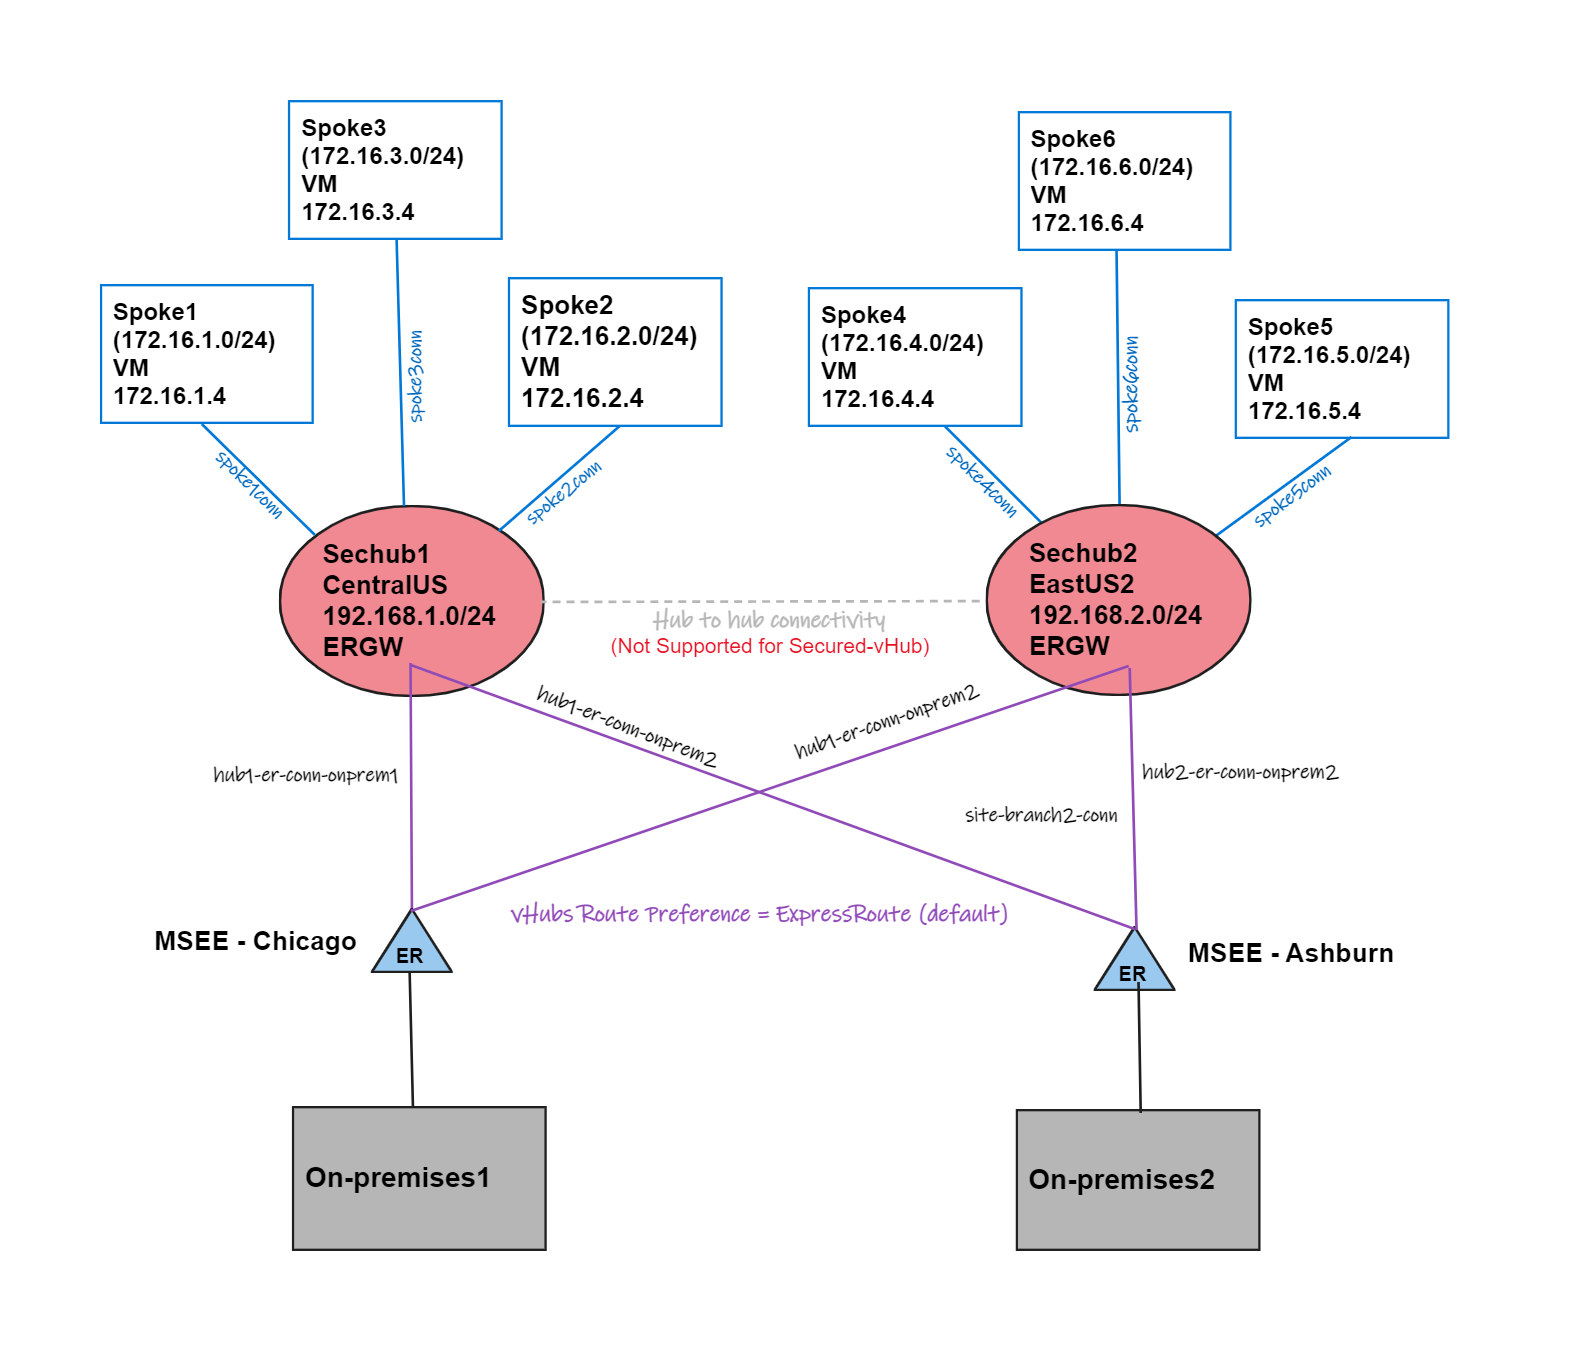 Spoke3
(172.16.3.0/24)
VM
172.16.3.4
Spoke6
(172.16.6.0/24)
VM
172.16.6.4
Spoke1
(172.16.1.0/24)
VM
172.16.1.4
Spoke2
(172.16.2.0/24)
VM
172.16.2.4
Spoke4
(172.16.4.0/24)
VM
172.16.4.4
Spoke5
(172.16.5.0/24)
VM
172.16.5.4
spoke1conn
spoke3conn
spoke2conn
spoke4conn
spoke6conn
spoke5conn
Sechub1
CentralUS
192.168.1.0/24
ERGW
Hub to hub connectivity
(Not Supported for Secured-vHub)
Sechub2
EastUS2
192.168.2.0/24
ERGW
hub1-er-conn-onprem1
hub1-er-conn-onprem2
hub1-er-conn-onprem2
hub2-er-conn-onprem2
site-branch2-conn
vHubs Route Preference = ExpressRoute (default)
MSEE - Chicago
ER
ER
MSEE - Ashburn
On-premises1
On-premises2